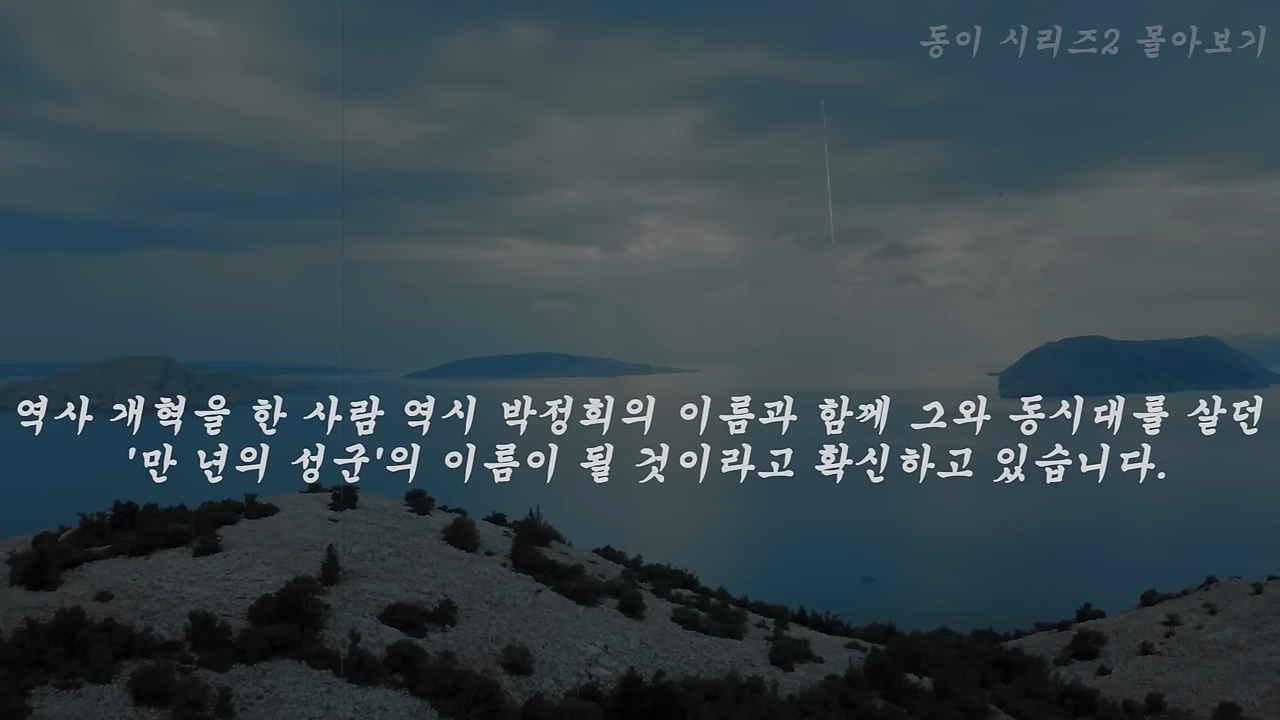 동이 시리즈2 몰아보기
역사 개혁을 한 사람 역시 박정희의 이름과 함께 그와 동시대를 살던
'만 년의 성군'의 이름이 될 것이라고 확신하고 있습니다.